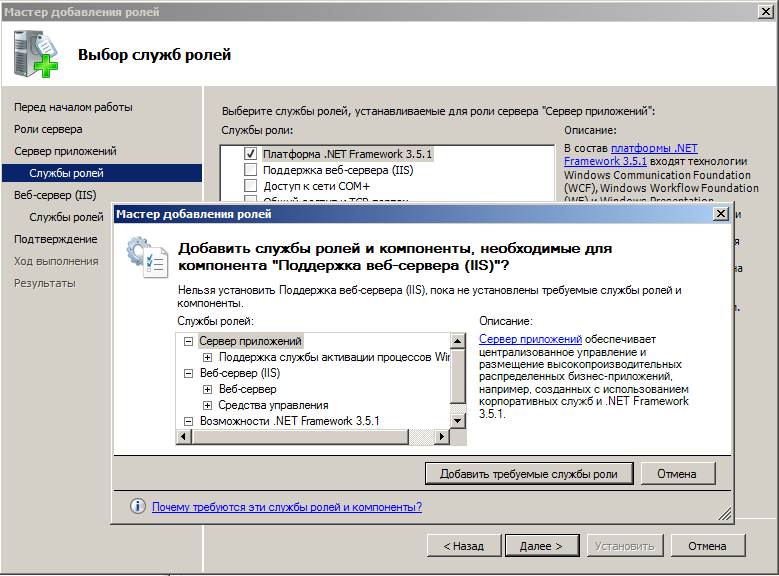 Мастер добавления ролей
Выбор служб ролей
Перед началом работы
Роли сервера
Сервер приложений
Службы ролей
Веб-сервер (IIS)
Службы ролей
Подтверждение
Ход выполнения
Результаты
Выберите службы ролей, устанавливаемые для роли сервера "Сервер приложений":
Службы роли:
Платформа .NET Framework 3.5.1
Поддержка веб-сервера (IIS)
Доступ к сети COM+
Описание:
В состав платформы .NET
Framework 3.5.1 входят технологии
Windows Communication Foundation
(WCF), Windows Workflow Foundation
(WF) и Windows Presentation
Мастер добавления ролей
Добавить службы ролей и компоненты, необходимые для
компонента "Поддержка веб-сервера (IIS)"?
Нельзя установить Поддержка веб-сервера (IIS), пока не установлены требуемые службы ролей и
компоненты.
Службы ролей:
Сервер приложений
Поддержка службы активации процессов Wi
Веб-сервер (IIS)
Веб-сервер
Средства управления
Возможности .NET Framework 3.5.1
Описание:
Сервер приложений обеспечивает
централизованное управление и
размещение высокопроизводительных
распределенных бизнес-приложений,
например, созданных с использованием
корпоративных служб и .NET Framework
3.5.1.
Добавить требуемые службы роли
Отмена
Почему требуются эти службы ролей и компоненты?
< Назад
Далее >
Установить
Отмена